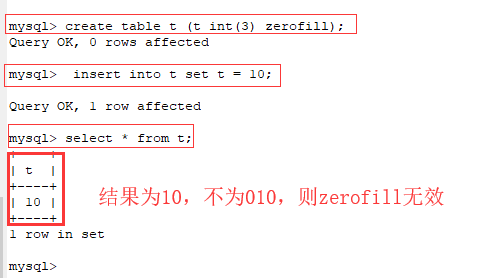 mysql> create table t (t int(3) zerofill);
Query OK, 0 rows affected
mysql>  insert into t set t = 10;
Query OK, 1 row affected
mysql> select * from t;
| t  |
+----+
| 10 |
+----+
结果为10，不为010，则zerofill无效
1 row in set
mysql>